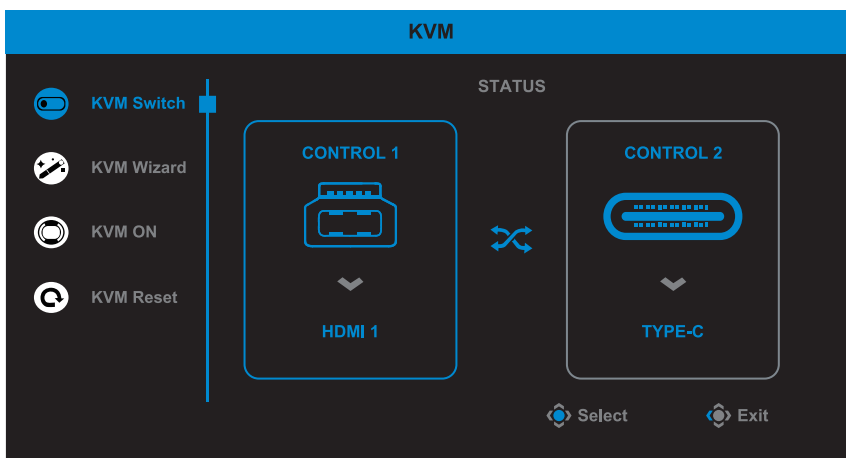 KVM
KVM Switch
KVM Wizard
KVM ON
KVM Reset
STATUS
CONTROL 1
HDMI 1
CONTROL 2
TYPE-C
Select
Exit